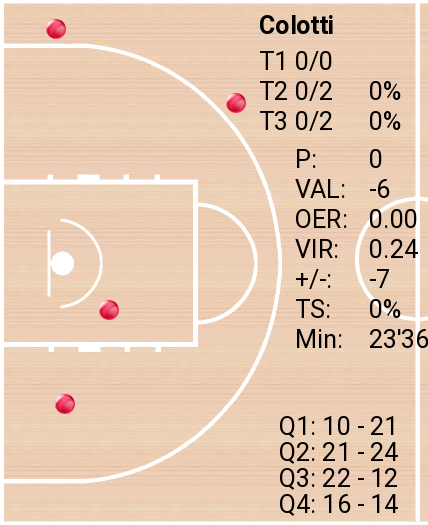 Colotti
T1 0/0
T2 0/2 0%
T3 0/2 0%
P: 0
VAL: -6
OER: 0.00
VIR: 0.24
+/-: -7
TS: 0%
Min: 23'36
Q1: 10 - 21
Q2: 21 - 24
Q3: 22 - 12
Q4: 16 - 14